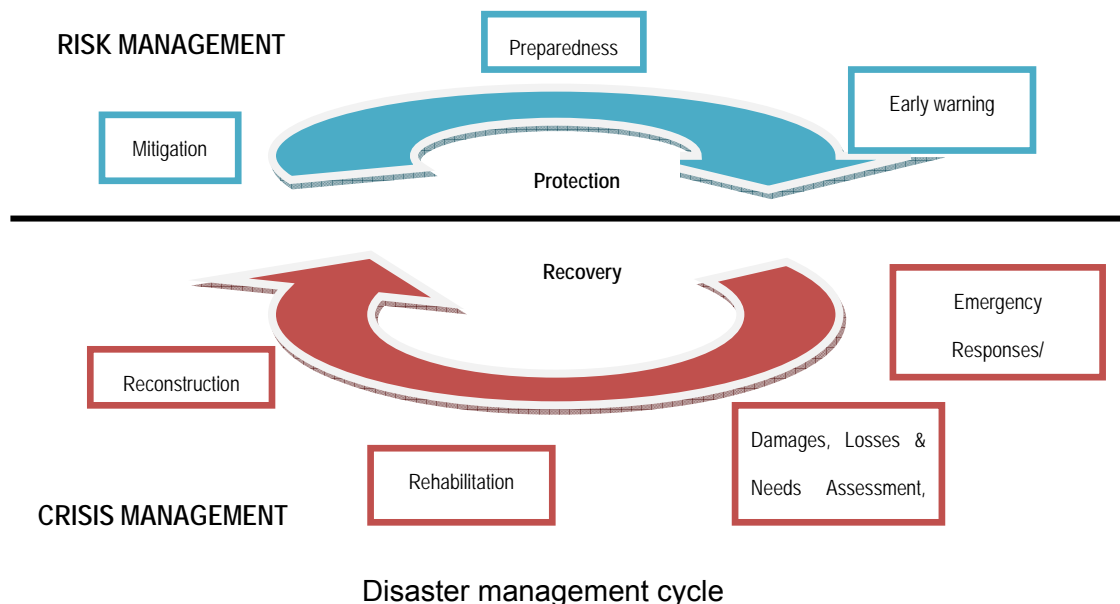 RISK MANAGEMENT
Preparedness
Early warning
Mitigation
Protection
Recovery
Emergency
Responses/
Reconstruction
Damages, Losses &
Needs Assessment,
Rehabilitation
CRISIS MANAGEMENT
Disaster management cycle